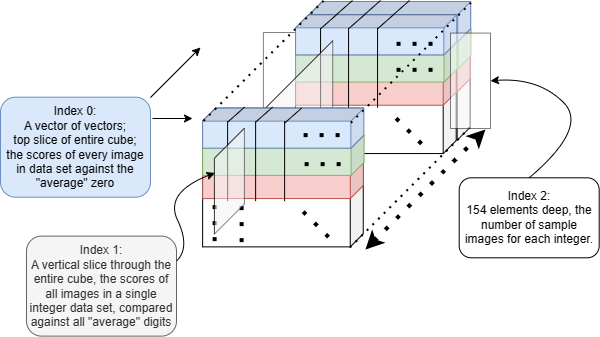 Index 0:
A vector of vectors;
top slice of entire cube;
the scores of every image
in data set against the
"average" zero
Index 2:
154 elements deep, the
number of sample
images for each integer.
Index 1:
A vertical slice through the
entire cube, the scores of
all images in a single
integer data set, compared
against all "average" digits